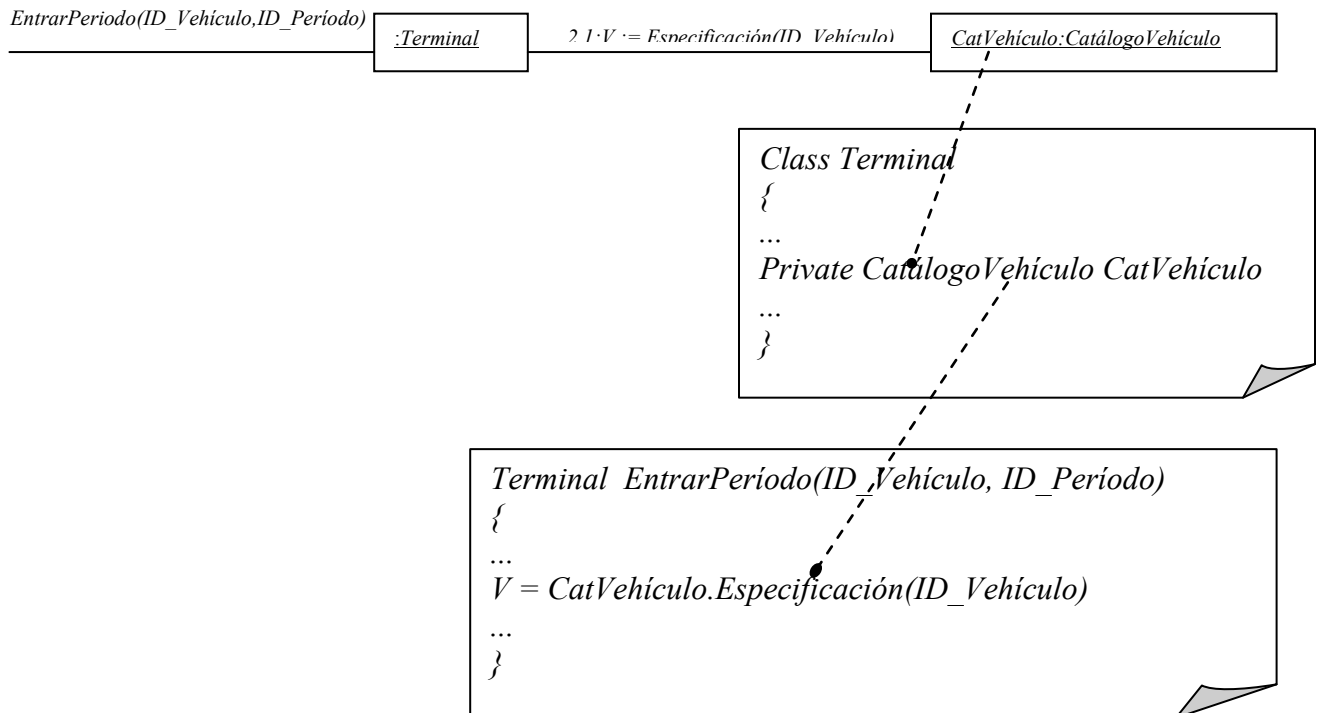 EntrarPeriodo(ID_Vehículo,ID_Período)
:Terminal
2.1:V := Especificación(ID_Vehículo)
CatVehículo:CatálogoVehículo
Class Terminal
{
...
Private CatálogoVehículo CatVehículo
...
}
Terminal EntrarPeríodo(ID_Vehículo, ID_Período)
{
...
V = CatVehículo.Especificación(ID_Vehículo)
...
}